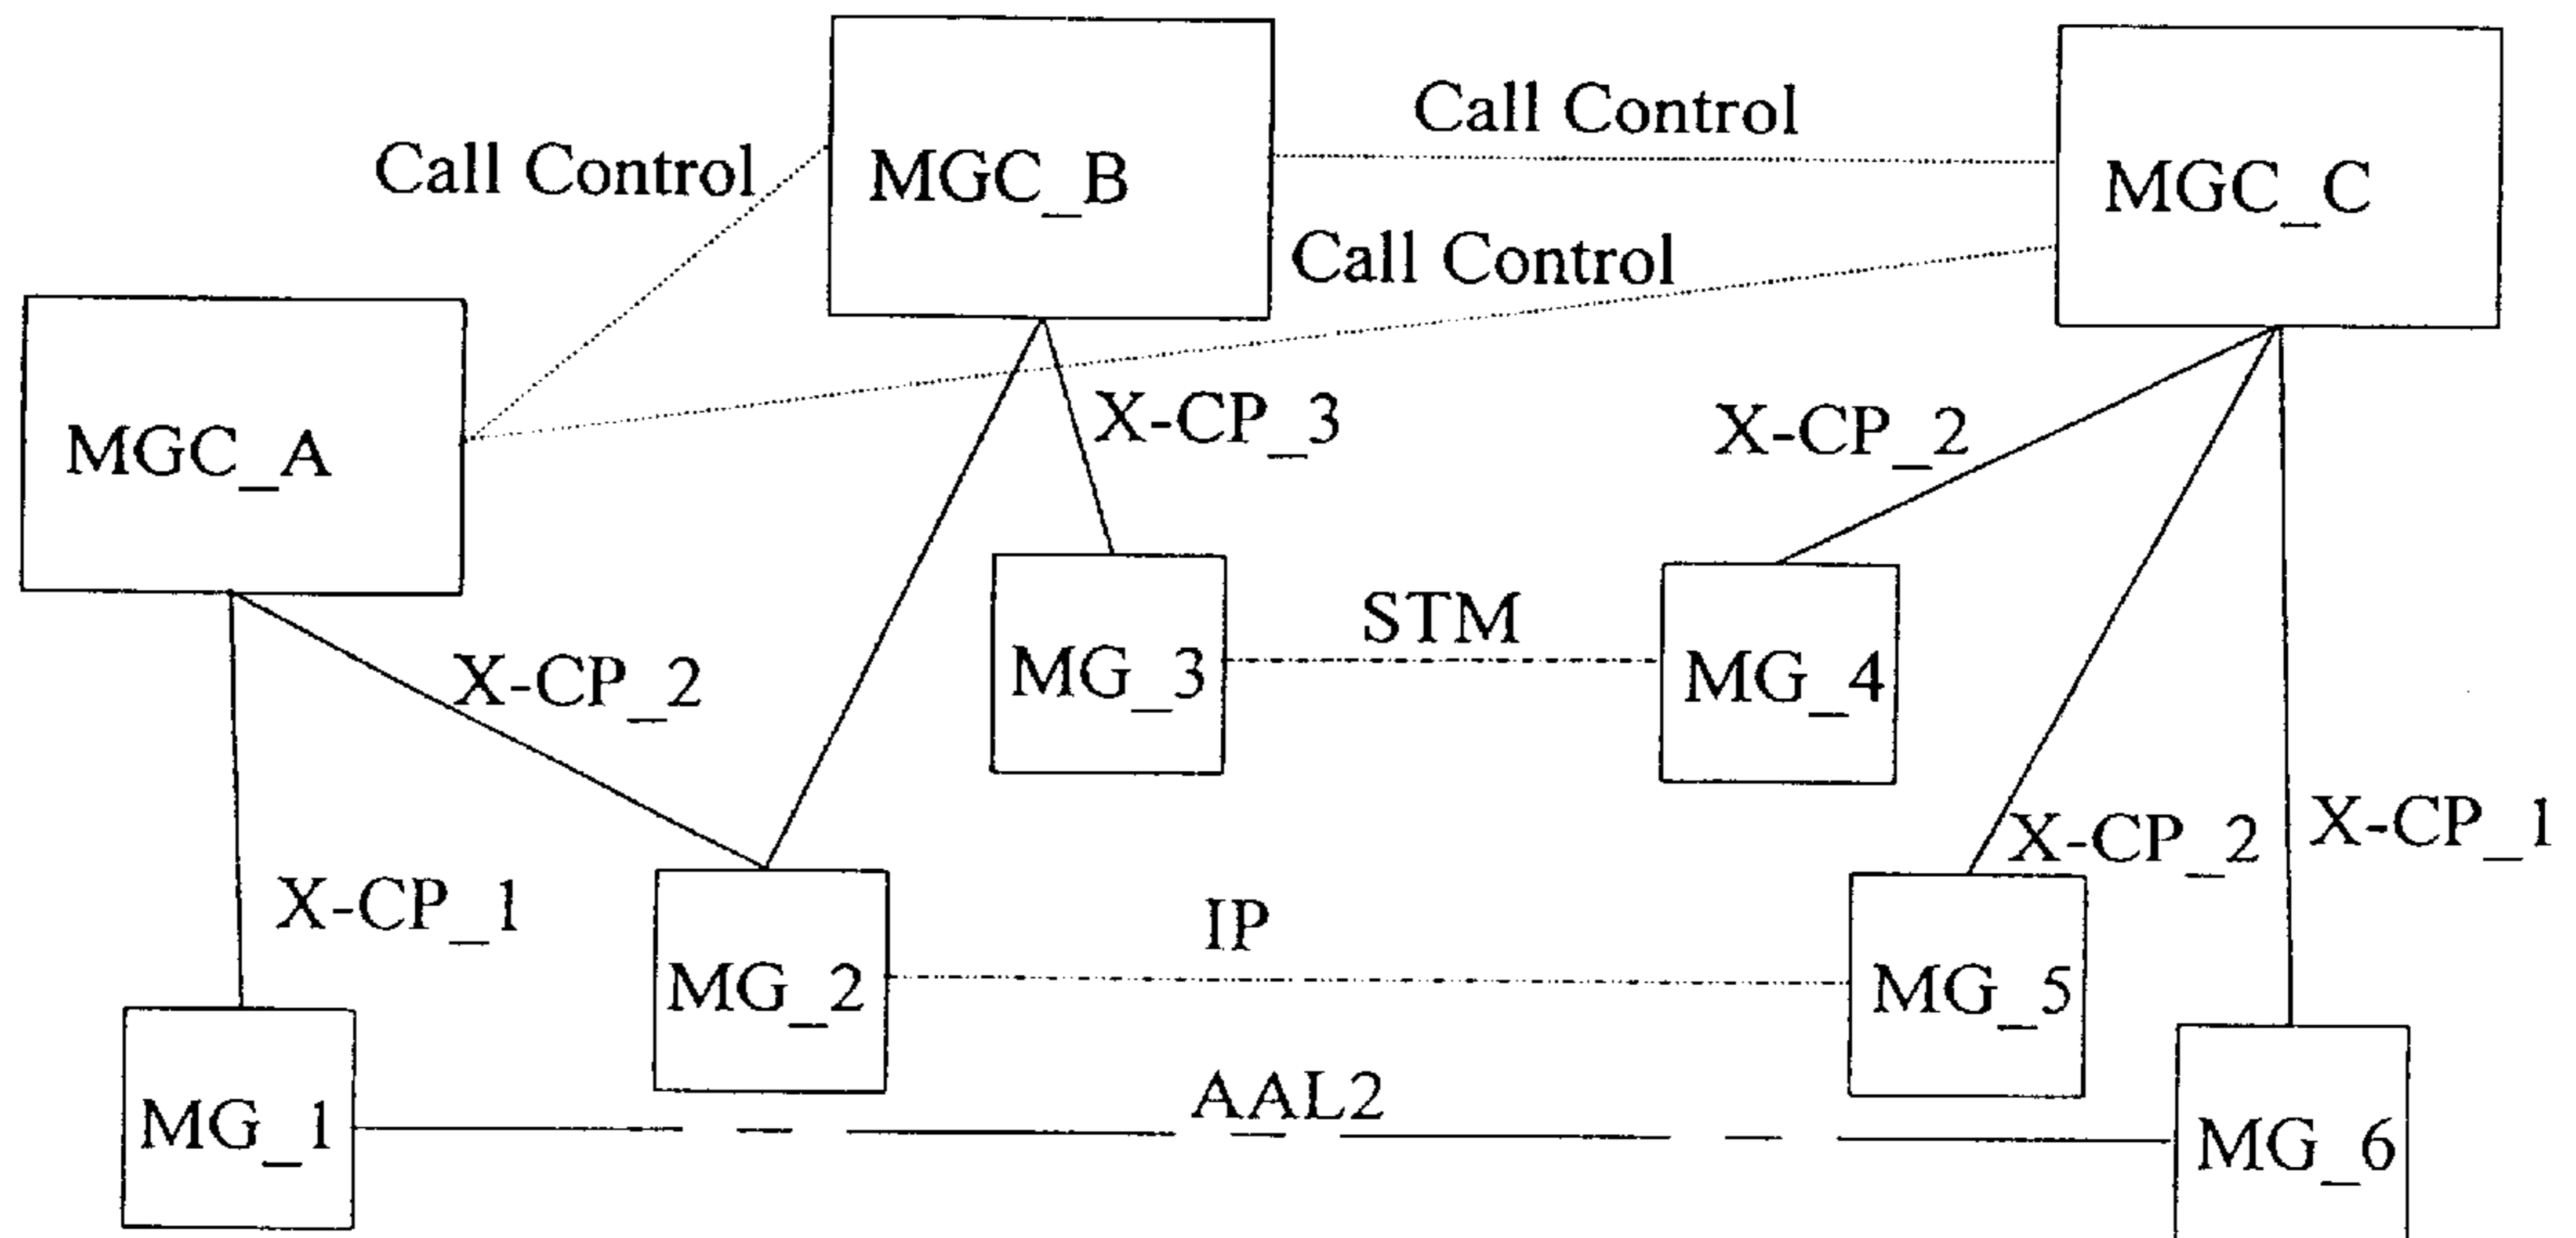 Call Control
Call Control
MGC_B
MGC_C
Call Control
MGC_A
X-CP_3
X-CP_2
STM
X-CP_2
MG_3
MG_4
X-CP_1
X-CP_2
X-CP_1
IP
MG_2
MG_5
AAL2
MG_1
MG_6